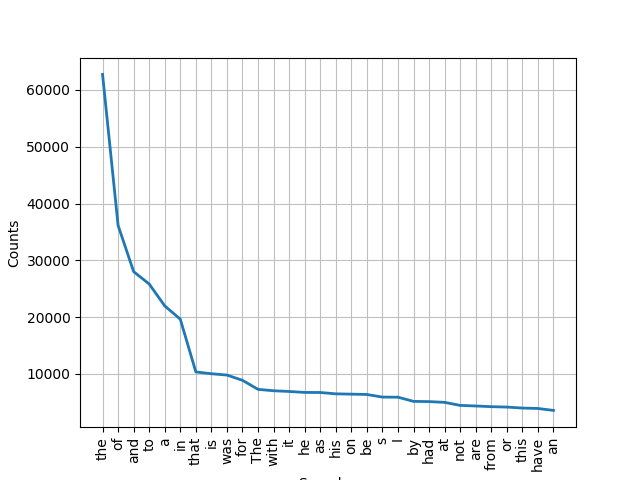 60000
50000
40000
30000
20000
10000
Counts
the
of
and
to
a
in
that
is
was
for
The
with
it
he
as
his
on
be
s
I
by
had
at
not
are
from
or
this
have
an